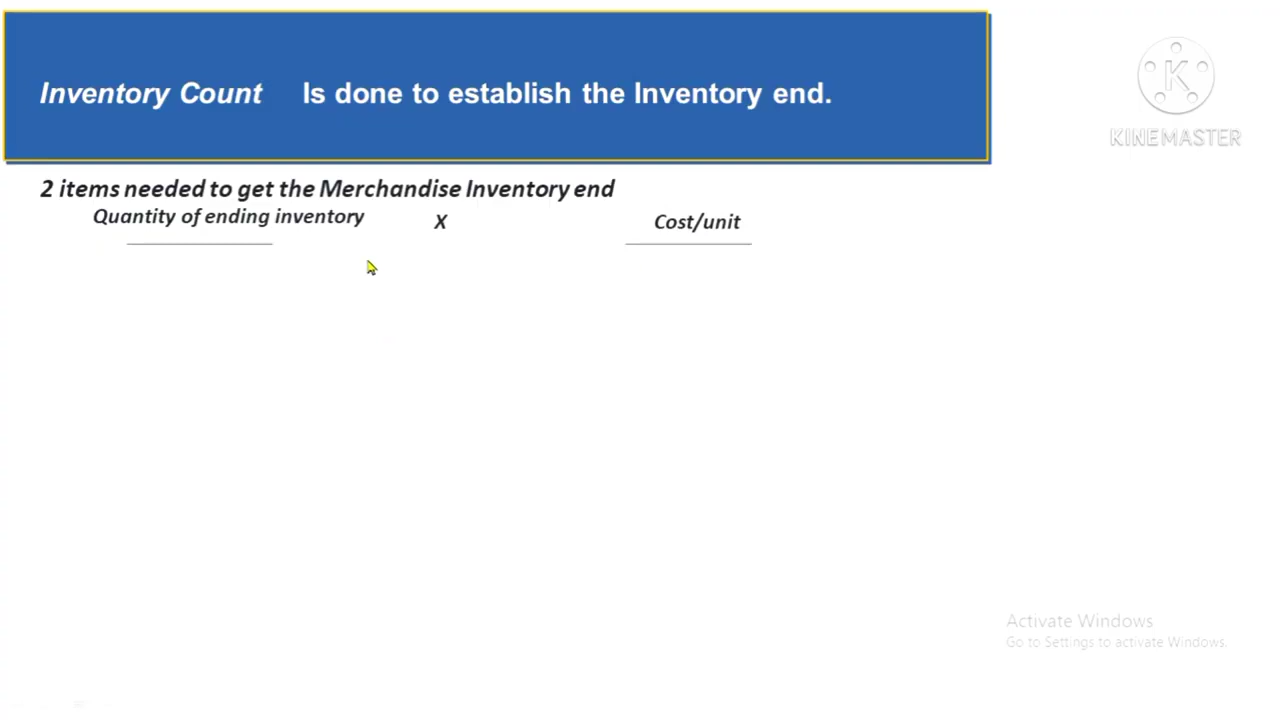 Inventory Count Is done to establish the Inventory end.
KINEMASTER
2 items needed to get the Merchandise Inventory end
Quantity of ending inventory X Cost/unit
Activate Windows
Go to Settings to activate Windows.